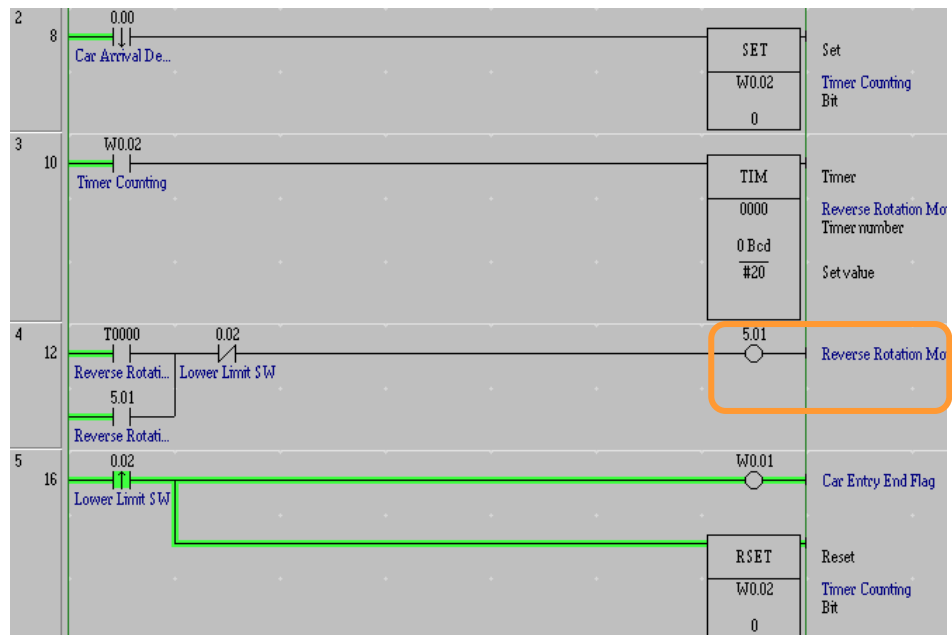 2
0.00
8
SET
Set
Car Arrival De...
W0.02
Timer Counting
Bit
0
3
W0.02
10
TIM
Timer
Timer Counting
0000
Reverse Rotation Mo
Timer number
0 Bcd
#20
Set value
4
T0000
0.02
5.01
12
Reverse Rotation Mo
Reverse Rotati...
Lower Limit SW
5.01
Reverse Rotati...
5
0.02
W0.01
16
Car Entry End Flag
Lower Limit SW
RSET
Reset
W0.02
Timer Counting
Bit
0